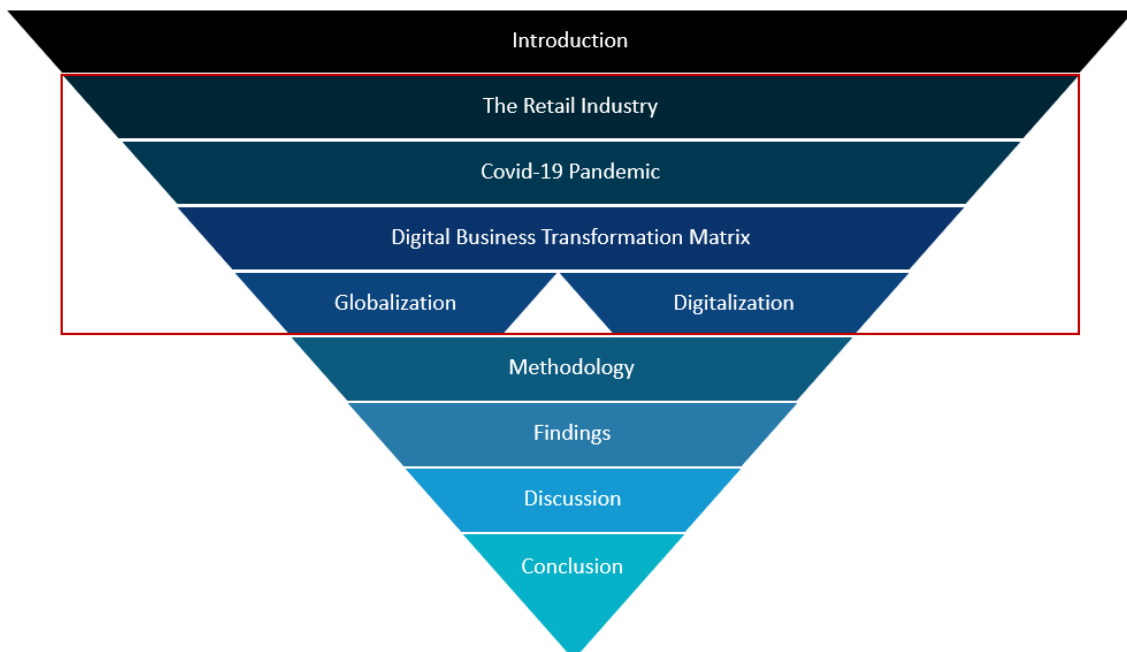 Introduction
The Retail Industry
Covid-19 Pandemic
Digital Business Transformation Matrix
Globalization
Digitalization
Methodology
Findings
Discussion
Conclusion